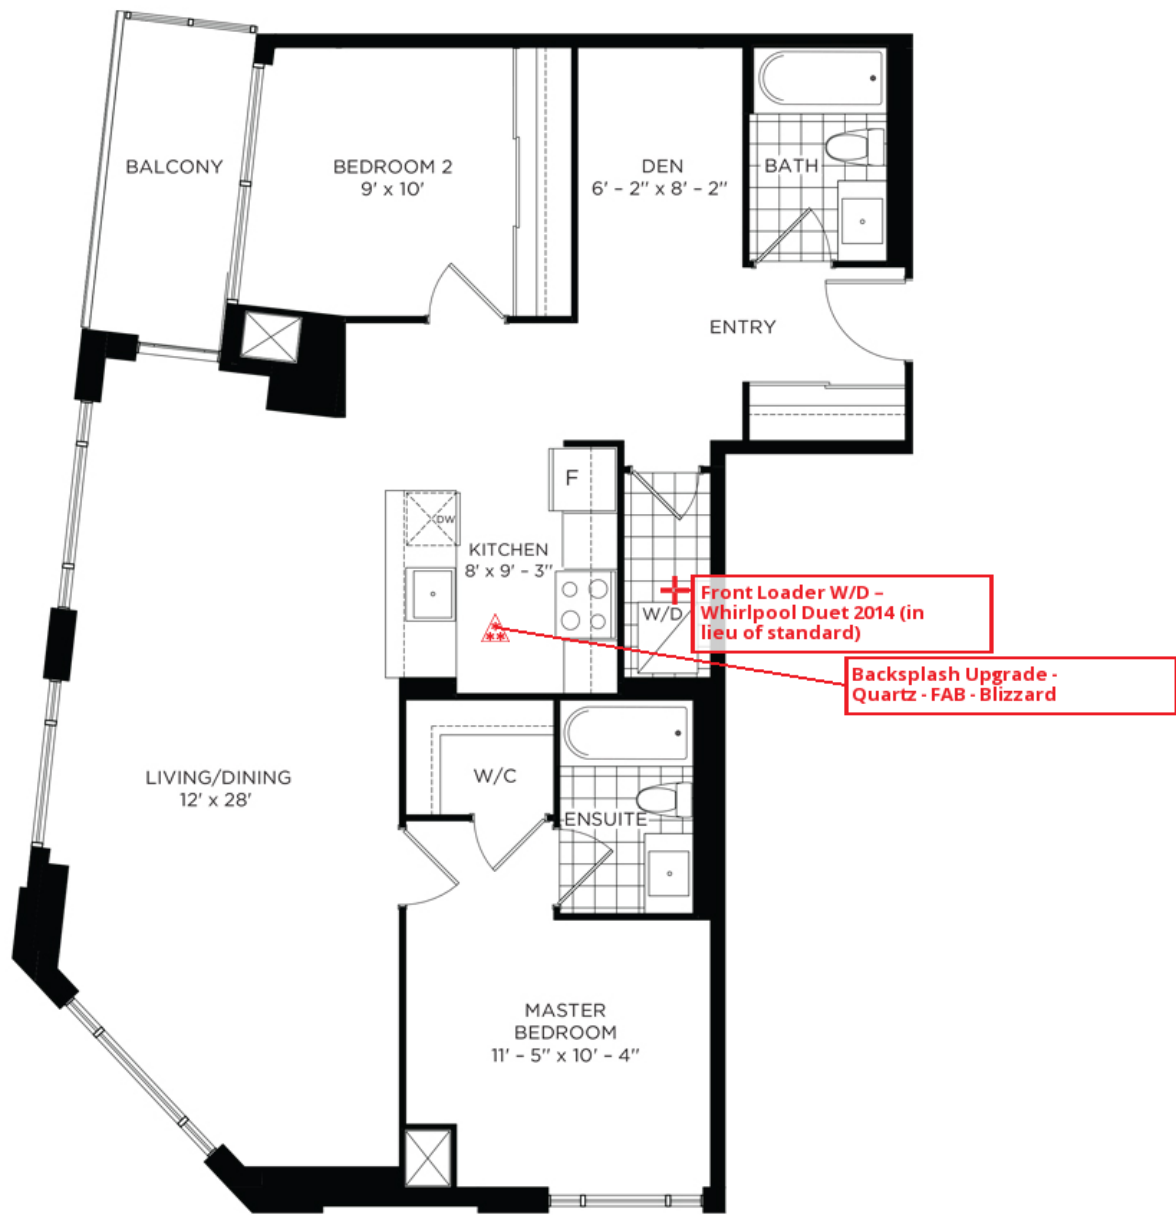 BALCONY
BEDROOM 2
9' x 10'
DEN
6' – 2" x 8' – 2"
BATH
ENTRY
F
DW
KITCHEN
8' x 9' – 3"
W/D
Front Loader W/D –
Whirlpool Duet 2014 (in
lieu of standard)
***
Backsplash Upgrade -
Quartz - FAB - Blizzard
LIVING/DINING
12' x 28'
W/C
ENSUITE
MASTER
BEDROOM
11' – 5" x 10' – 4"